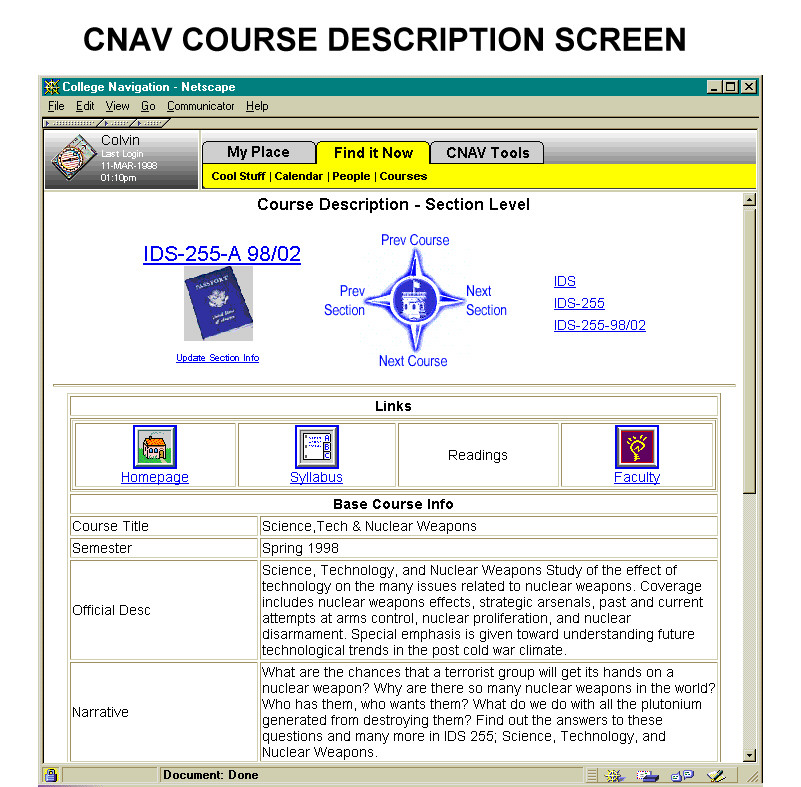 CNAV COURSE DESCRIPTION SCREEN
College Navigation - Netscape
File Edit View Go Communicator Help
Colvin
Last Login
11-MAR-1998
01:10pm
My Place Find it Now CNAV Tools
Cool Stuff | Calendar | People | Courses
Course Description - Section Level
IDS-255-A 98/02
PASSPORT
Update Section Info
Prev Course
Prev Section
Next Section
Next Course
IDS
IDS-255
IDS-255-98/02
Links
Homepage Syllabus Readings Faculty
Base Course Info
Course Title Science,Tech & Nuclear Weapons
Semester Spring 1998
Official Desc
Science, Technology, and Nuclear Weapons Study of the effect of
technology on the many issues related to nuclear weapons. Coverage
includes nuclear weapons effects, strategic arsenals, past and current
attempts at arms control, nuclear proliferation, and nuclear
disarmament. Special emphasis is given toward understanding future
technological trends in the post cold war climate.
Narrative
What are the chances that a terrorist group will get its hands on a
nuclear weapon? Why are there so many nuclear weapons in the world?
Who has them, who wants them? What do we do with all the plutonium
generated from destroying them? Find out the answers to these
questions and many more in IDS 255; Science, Technology, and
Nuclear Weapons.
Document: Done